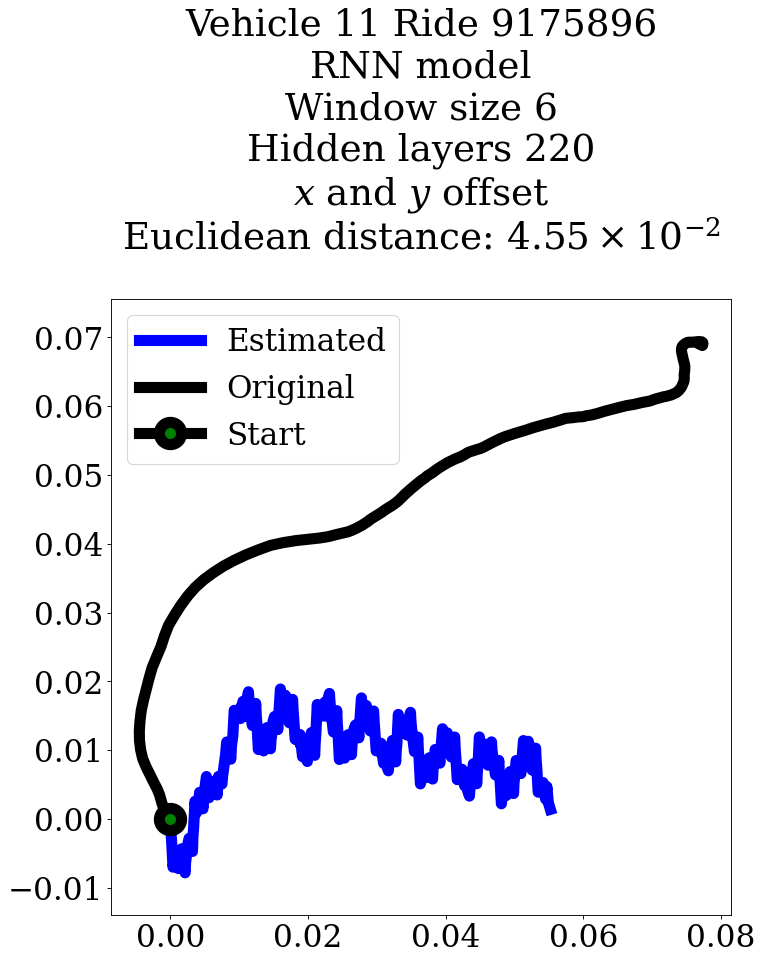 Vehicle 11 Ride 9175896
RNN model
Window size 6
Hidden layers 220
x and y offset
Euclidean distance: 4.55 × 10⁻²
Estimated
Original
Start
0.07
0.06
0.05
0.04
0.03
0.02
0.01
0.00
−0.01
0.00 0.02 0.04 0.06 0.08